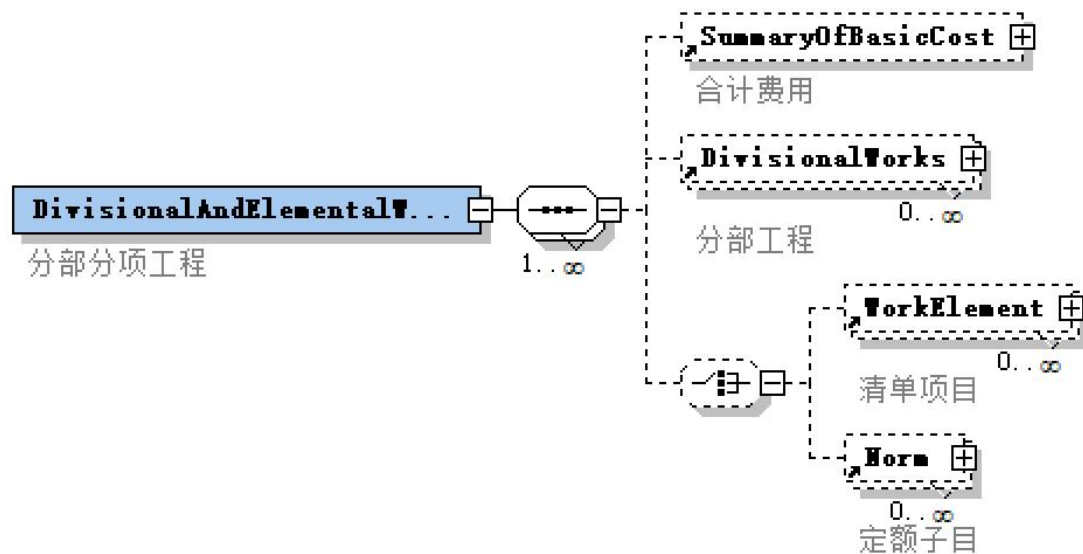 SummaryOfBasicCost
合计费用
DivisionalWorks
0..∞
分部工程
DivisionalAndElementalW...
分部分项工程
1..∞
WorkElement
0..∞
清单项目
Norm
0..∞
定额子目